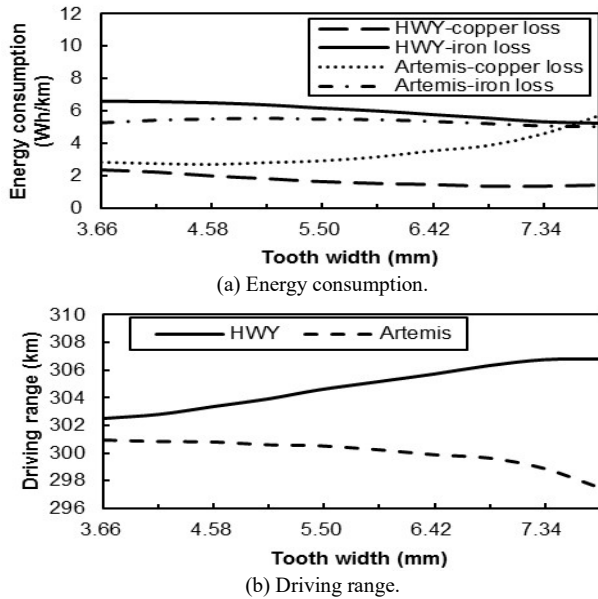 12
10
8
6
4
2
0
Energy consumption
(Wh/km)
HWY-copper loss
HWY-iron loss
Artemis-copper loss
Artemis-iron loss
3.66 4.58 5.50 6.42 7.34
Tooth width (mm)
(a) Energy consumption.
310
308
306
304
302
300
298
296
Driving range (km)
HWY Artemis
3.66 4.58 5.50 6.42 7.34
Tooth width (mm)
(b) Driving range.